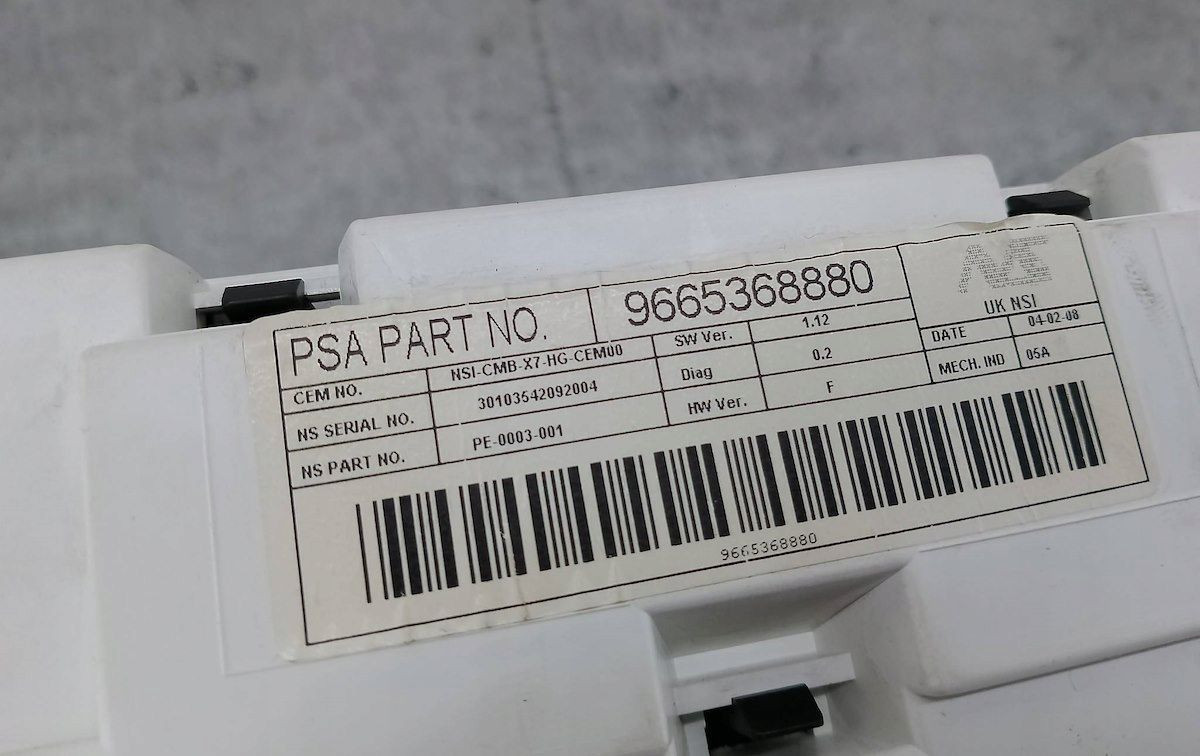 PSA PART NO. 9665368880
CEM NO. NSI-CMB-X7-HG-CEM00 SW Ver. 1.12
NS SERIAL NO. 30103542092004 Diag 0.2
NS PART NO. PE-0003-001 HW Ver. F
UK NSI
DATE 04-02-08
MECH. IND 05A
9665368880